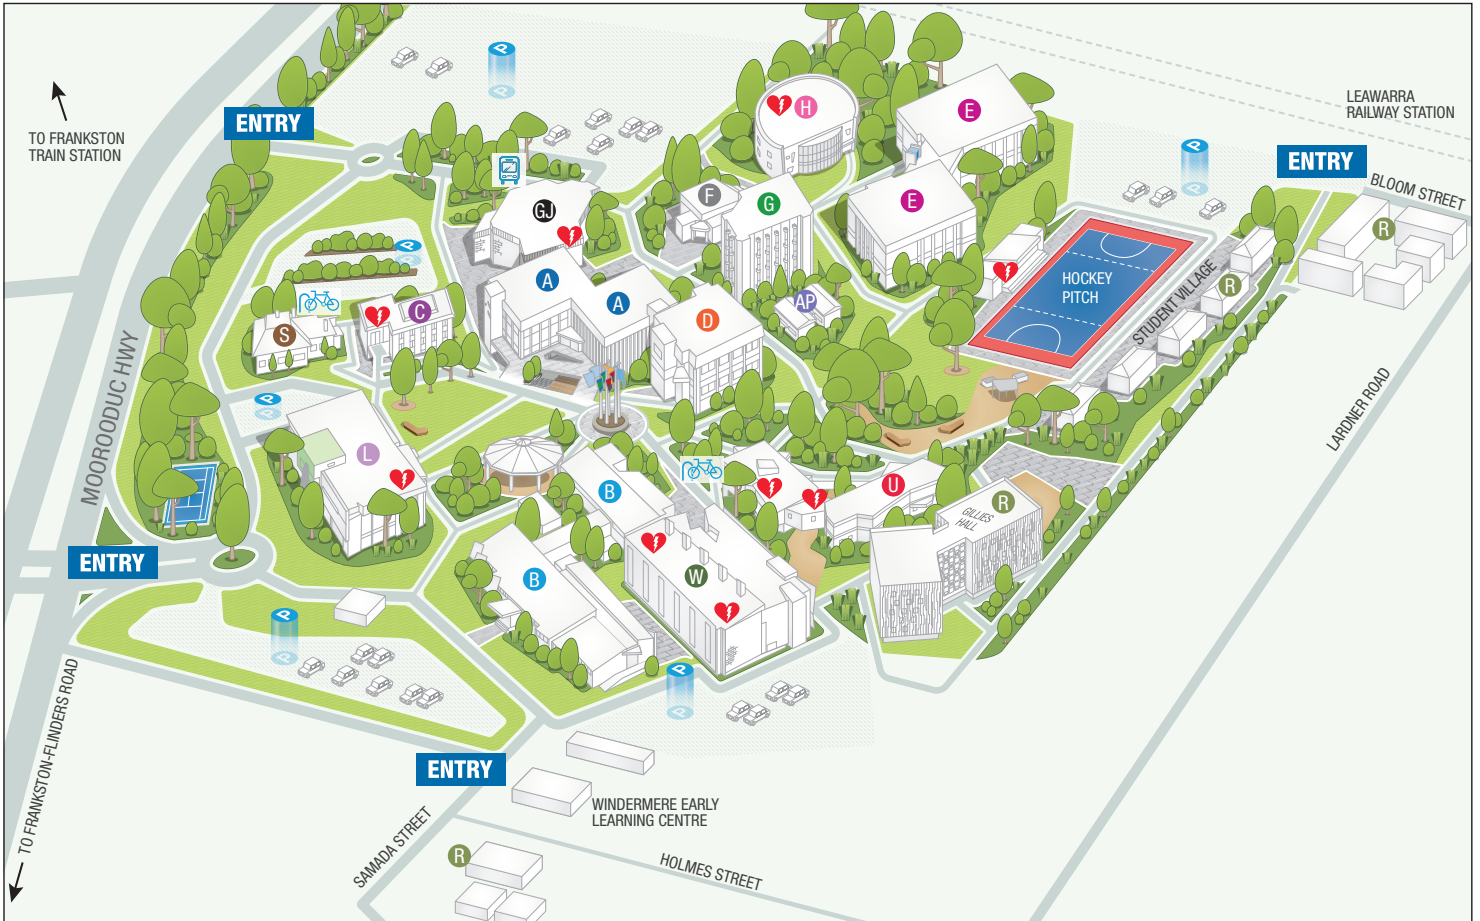 P
ENTRY
TO FRANKSTON
TRAIN STATION
H
E
LEAWARRA
RAILWAY STATION
P
ENTRY
BLOOM STREET
F
G
E
GJ
R
P
A
A
AP
HOCKEY
PITCH
STUDENT VILLAGE
R
S
C
D
MOOROODUC HWY
P
L
LARDNER ROAD
B
U
R
GILLIES
HALL
ENTRY
B
W
P
P
TO FRANKSTON-FLINDERS ROAD
ENTRY
WINDERMERE EARLY
LEARNING CENTRE
SAMADA STREET
R
HOLMES STREET